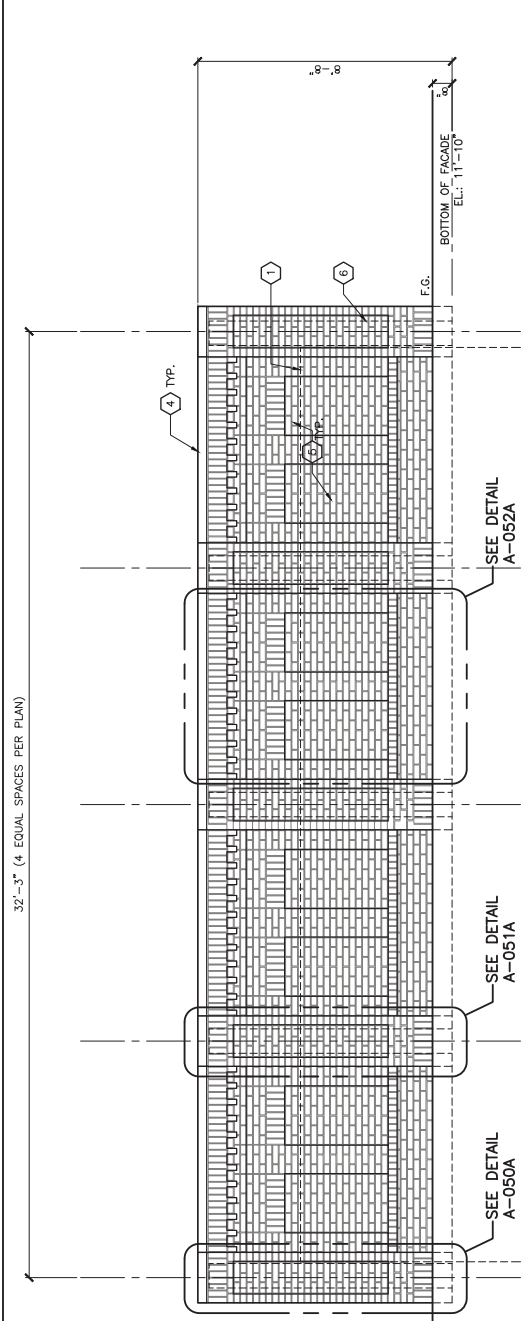 32'-3" (4 EQUAL SPACES PER PLAN)
4 TYP.
8'-8"
8"
1
6
5 TYP.
F.G.
BOTTOM OF FACADE
EL.: 11'-10"
SEE DETAIL
A-050A
SEE DETAIL
A-051A
SEE DETAIL
A-052A